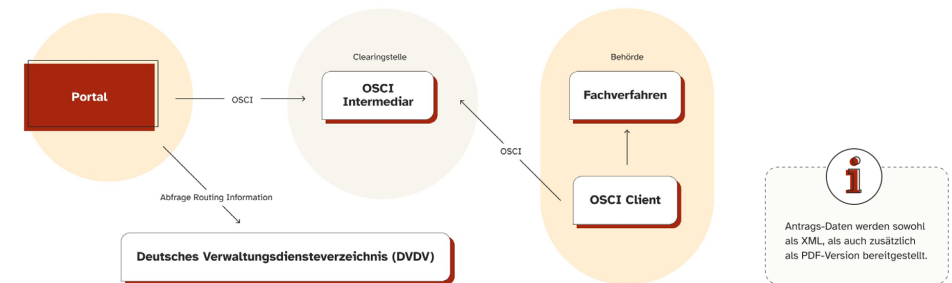 Clearingstelle
Behörde
Portal
OSCI
OSCI
Intermediar
Fachverfahren
OSCI
Abfrage Routing Information
OSCI Client
Deutsches Verwaltungsdiensteverzeichnis (DVDV)
Antrags-Daten werden sowohl
als XML, als auch zusätzlich
als PDF-Version bereitgestellt.